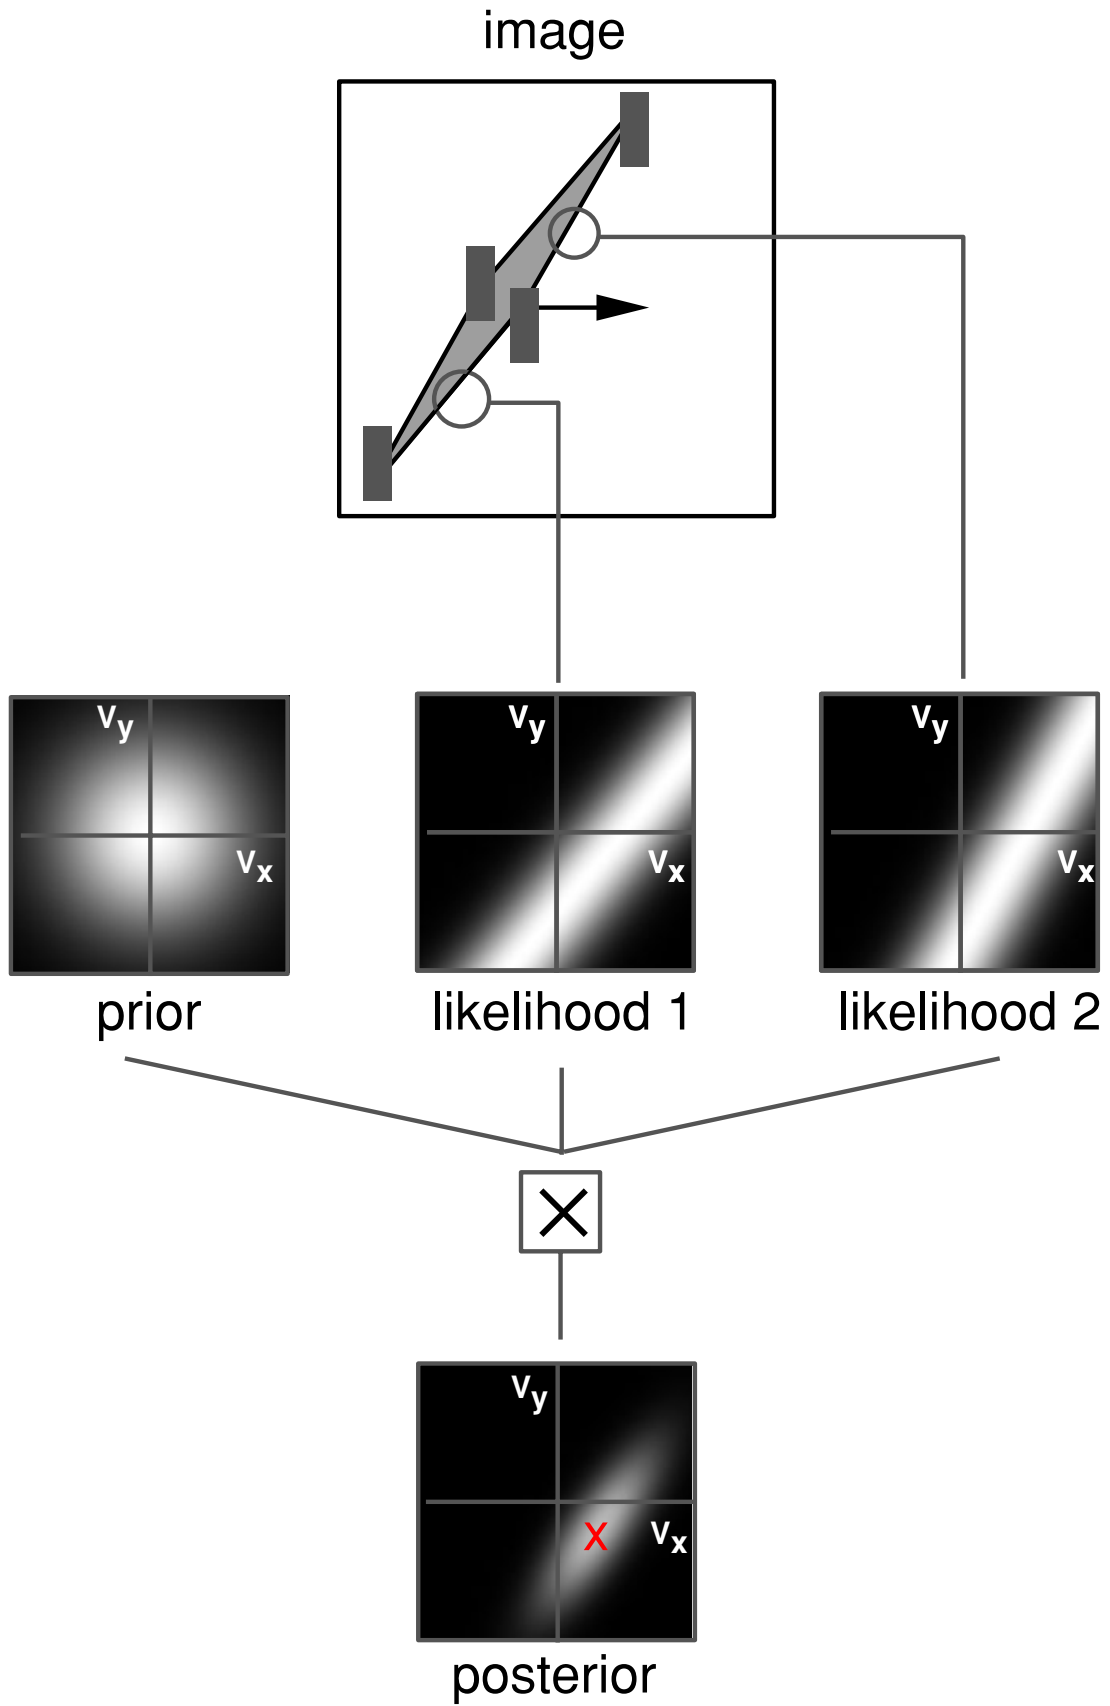 image
vy
vx
prior
vy
vx
likelihood 1
vy
vx
likelihood 2
×
vy
x
vx
posterior